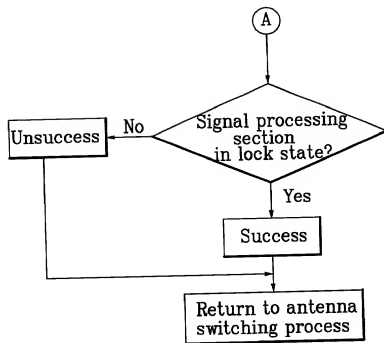 A
Signal processing
section
in lock state?
No
Unsuccess
Yes
Success
Return to antenna
switching process